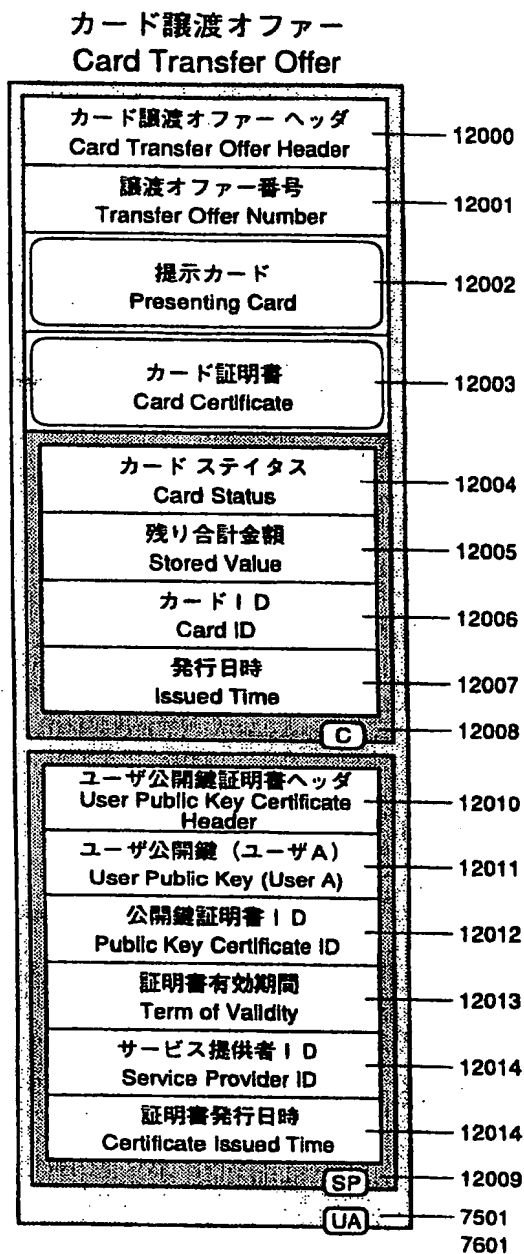 カード譲渡オファー
Card Transfer Offer
カード譲渡オファー ヘッダ
Card Transfer Offer Header
12000
譲渡オファー番号
Transfer Offer Number
12001
提示カード
Presenting Card
12002
カード証明書
Card Certificate
12003
カード ステイタス
Card Status
12004
残り合計金額
Stored Value
12005
カードID
Card ID
12006
発行日時
Issued Time
12007
C
12008
ユーザ公開鍵証明書ヘッダ
User Public Key Certificate
Header
12010
ユーザ公開鍵（ユーザA）
User Public Key (User A)
12011
公開鍵証明書ID
Public Key Certificate ID
12012
証明書有効期間
Term of Validity
12013
サービス提供者ID
Service Provider ID
12014
証明書発行日時
Certificate Issued Time
12014
SP
12009
UA
7501
7601